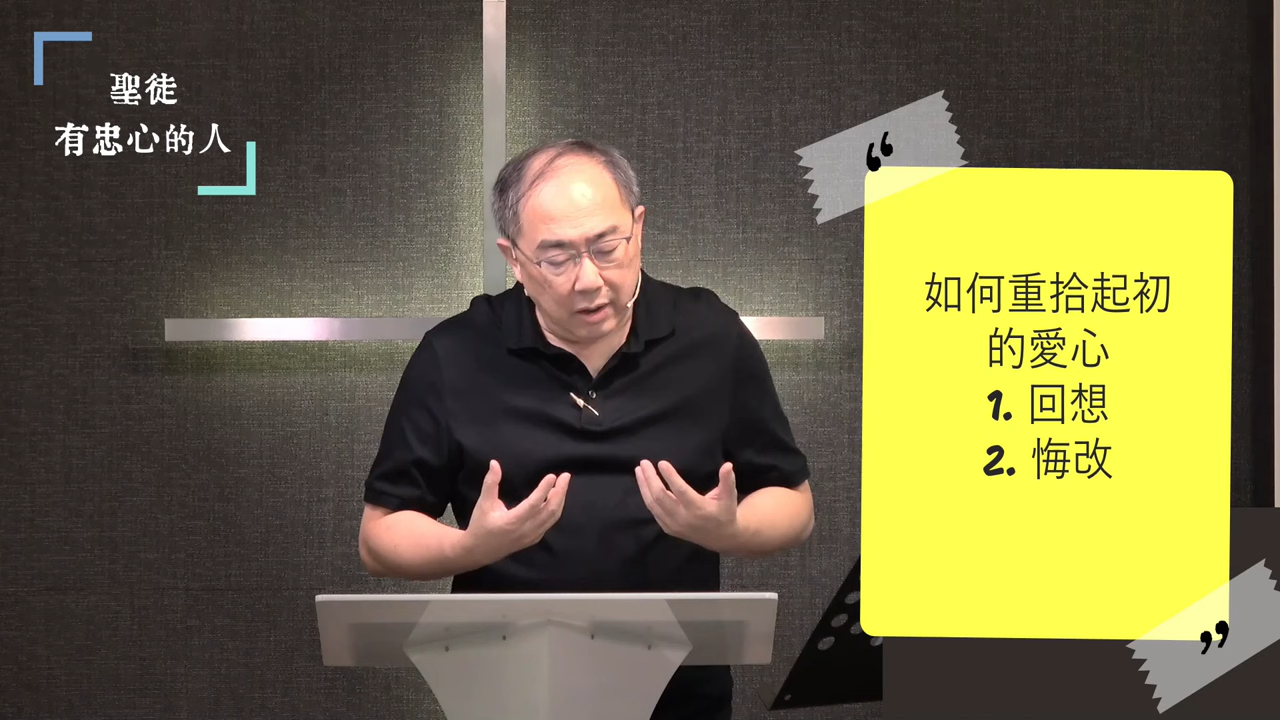 聖徒
有忠心的人
“
如何重拾起初
的愛心
1. 回想
2. 悔改
”